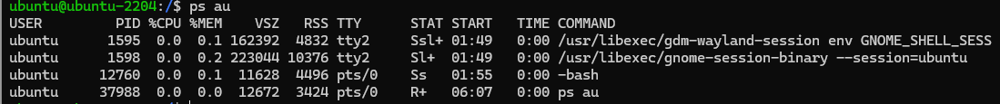 ubuntu@ubuntu-2204:/$ ps au
USER         PID %CPU %MEM    VSZ   RSS TTY      STAT START   TIME COMMAND
ubuntu      1595  0.0  0.1 162392  4832 tty2     Ssl+ 01:49   0:00 /usr/libexec/gdm-wayland-session env GNOME_SHELL_SESS
ubuntu      1598  0.0  0.2 223044 10376 tty2     Sl+  01:49   0:00 /usr/libexec/gnome-session-binary --session=ubuntu
ubuntu     12760  0.0  0.1  11628  4496 pts/0    Ss   01:55   0:00 -bash
ubuntu     37988  0.0  0.0  12672  3424 pts/0    R+   06:07   0:00 ps au